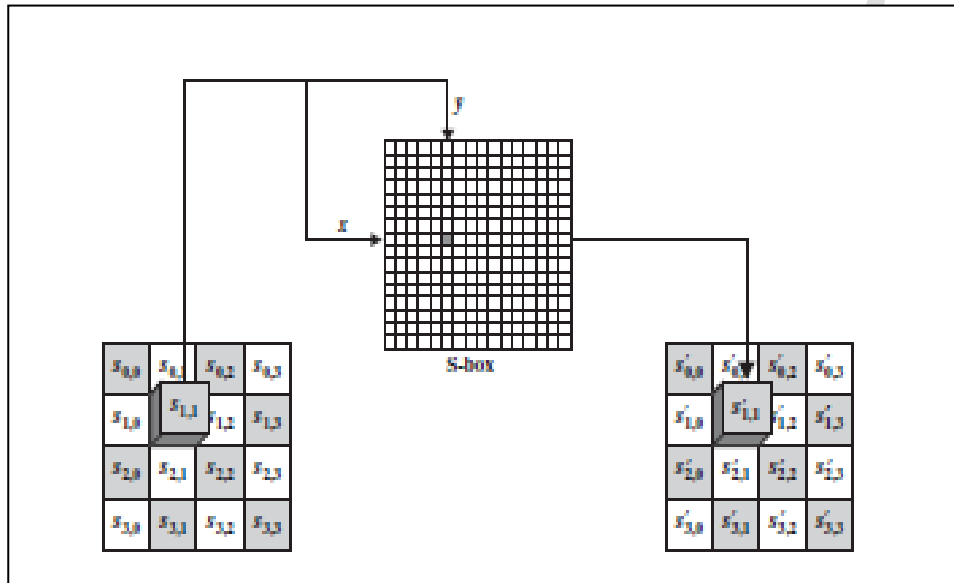 y
x
S-box
s0,0 s0,1 s0,2 s0,3
s1,0 s1,1 s1,2 s1,3
s2,0 s2,1 s2,2 s2,3
s3,0 s3,1 s3,2 s3,3
s′0,0 s′0,1 s′0,2 s′0,3
s′1,0 s′1,1 s′1,2 s′1,3
s′2,0 s′2,1 s′2,2 s′2,3
s′3,0 s′3,1 s′3,2 s′3,3